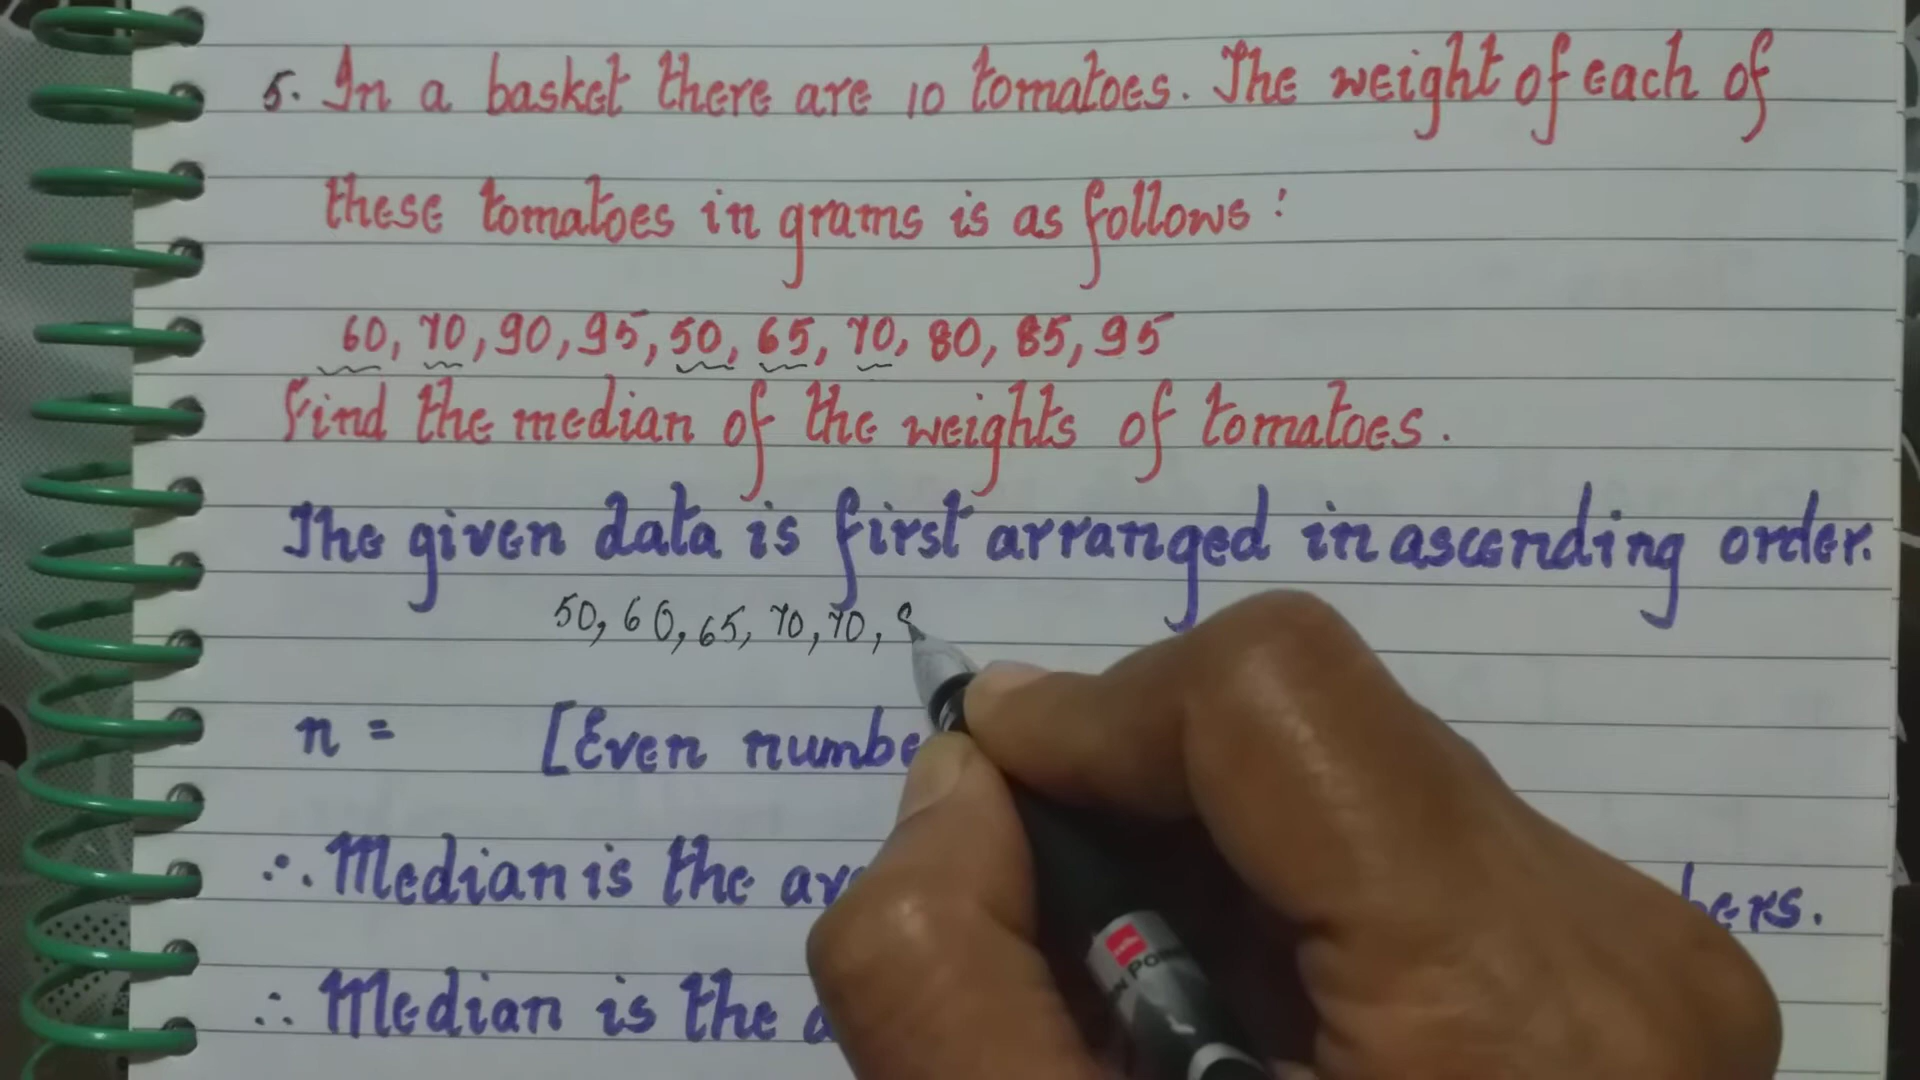 5. In a basket there are 10 tomatoes. The weight of each of
these tomatoes in grams is as follows:
60, 70, 90, 95, 50, 65, 70, 80, 85, 95
Find the median of the weights of tomatoes.
The given data is first arranged in ascending order.
50, 60, 65, 70, 70,
n = [Even
∴ Median is the
∴ Median is the